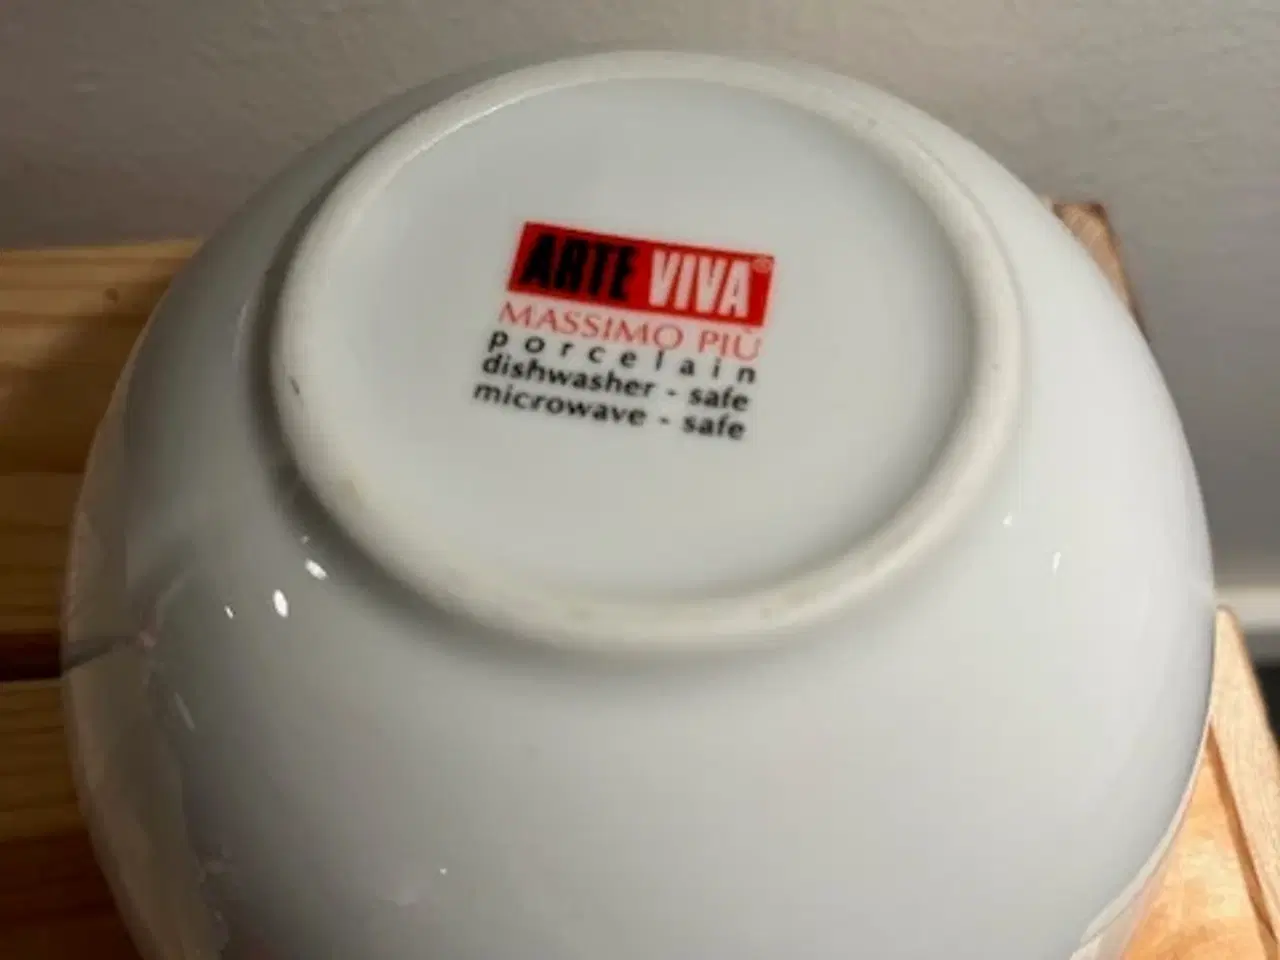 ARTE VIVA®
MASSIMO PIÙ
porcelain
dishwasher - safe
microwave - safe